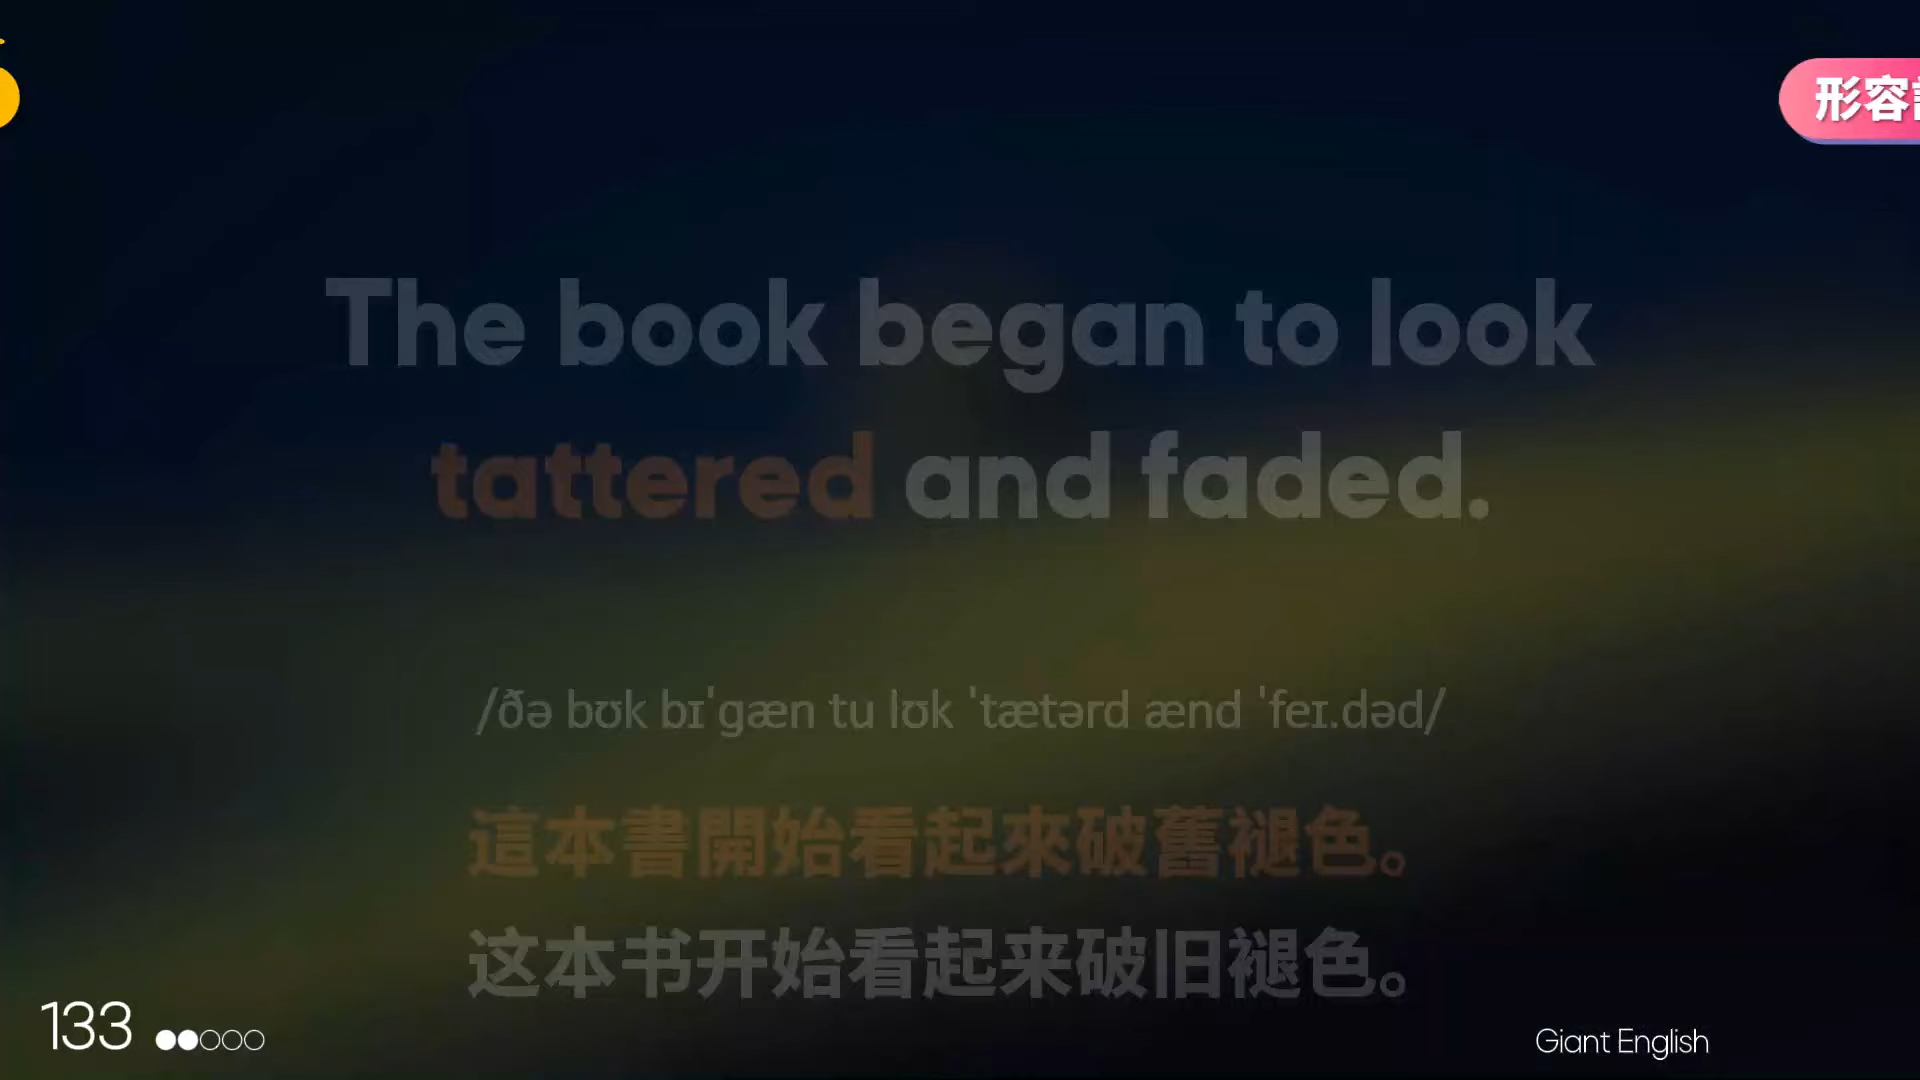 形容
The book began to look
tattered and faded.
/ðə bʊk bɪˈɡæn tu lʊk ˈtætərd ænd ˈfeɪ.dəd/
這本書開始看起來破舊褪色。
这本书开始看起来破旧褪色。
133
Giant English